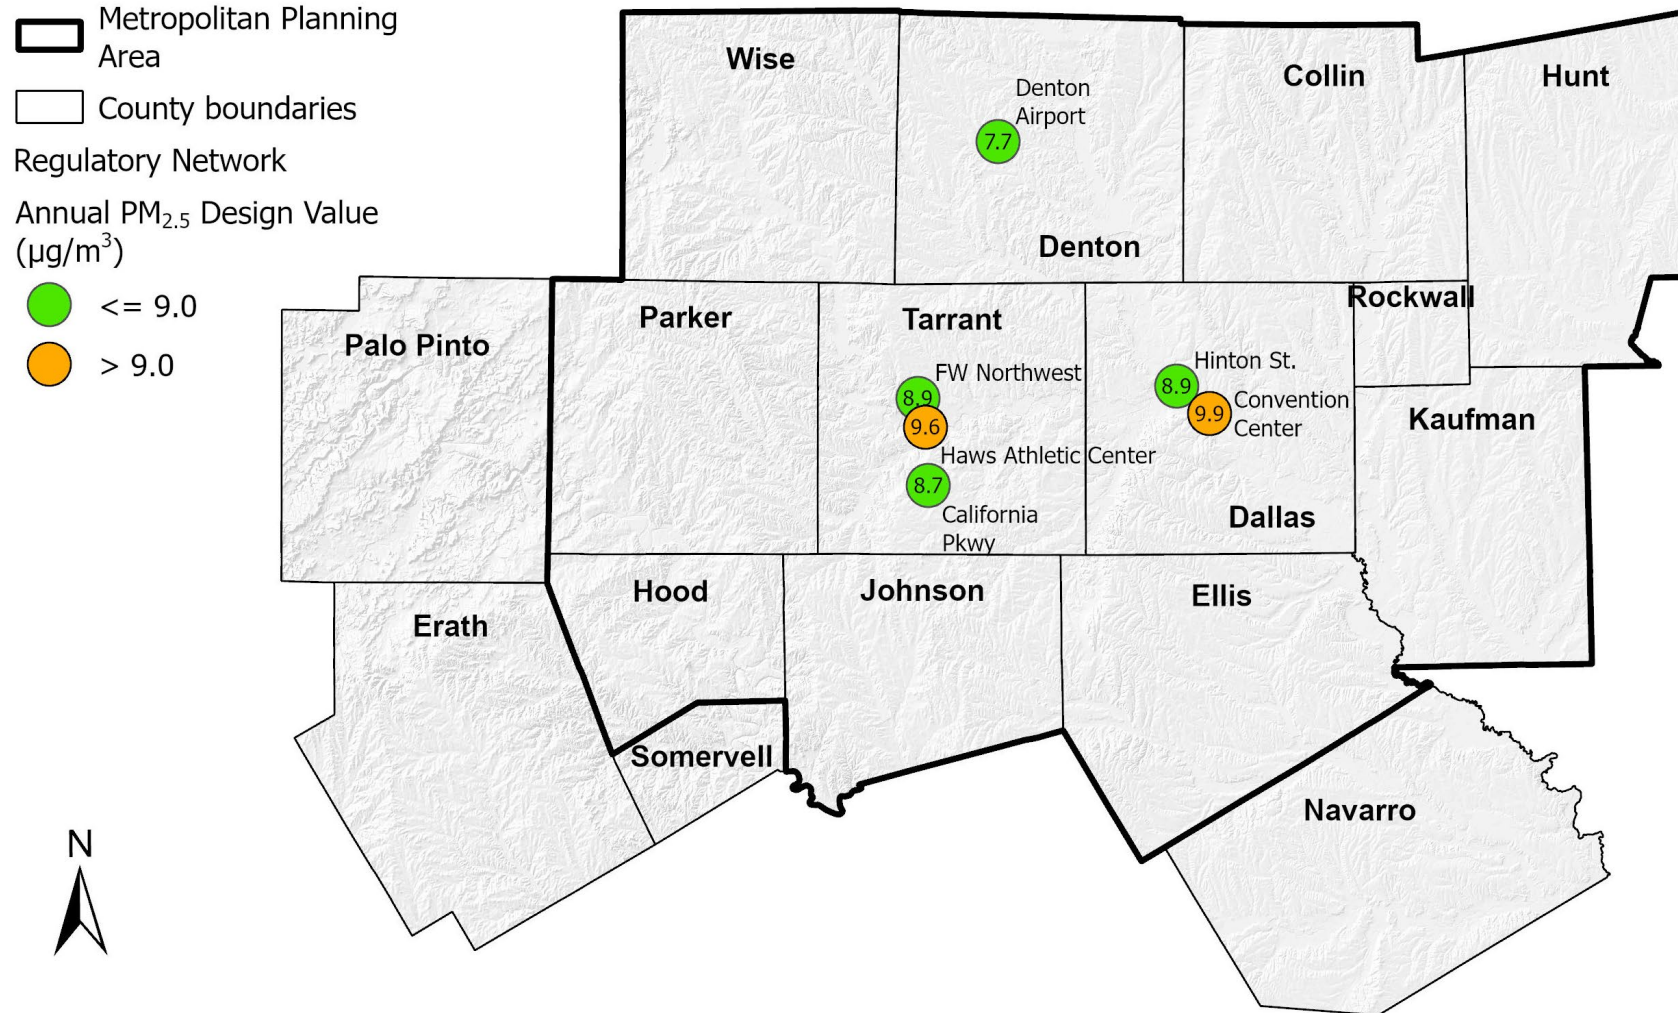 Metropolitan Planning
Area
County boundaries
Regulatory Network
Annual PM2.5 Design Value
(µg/m³)
<= 9.0
> 9.0
N
Wise
Collin
Hunt
Denton
Airport
7.7
Denton
Rockwall
Parker
Tarrant
Palo Pinto
FW Northwest
8.9
9.6
Haws Athletic Center
8.7
California
Pkwy
Hinton St.
8.9
9.9
Convention
Center
Dallas
Kaufman
Hood
Johnson
Ellis
Erath
Somervell
Navarro